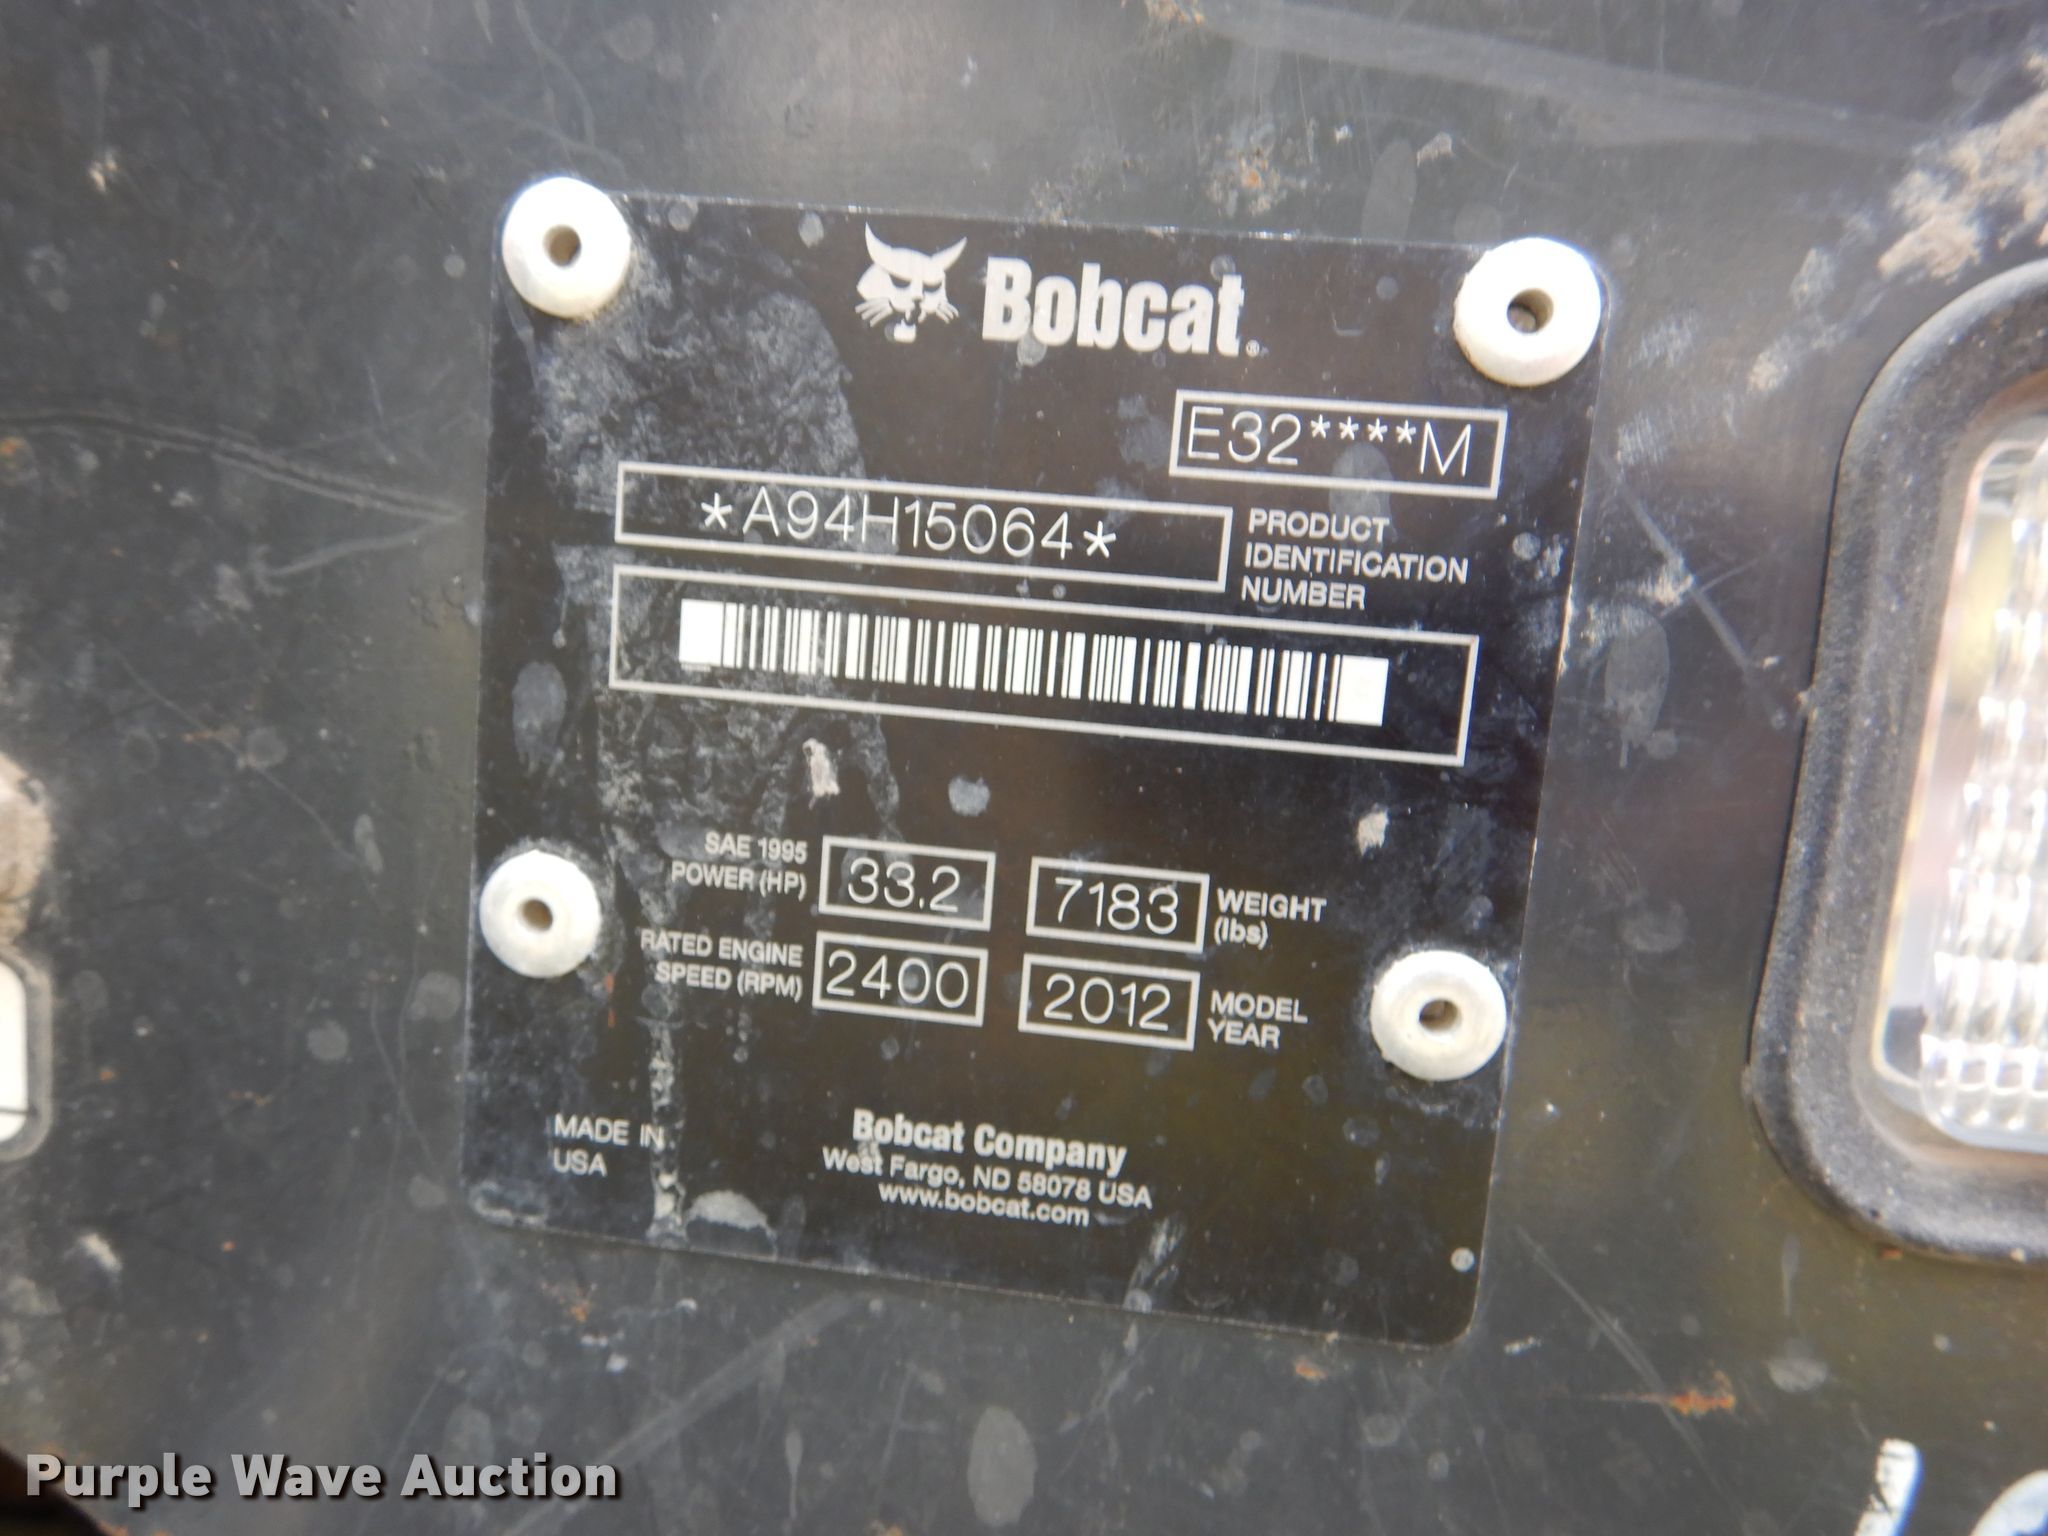 Bobcat®
E32****M
*A94H15064*
PRODUCT
IDENTIFICATION
NUMBER
SAE 1995
POWER (HP)
33.2
7183
WEIGHT
(lbs)
RATED ENGINE
SPEED (RPM)
2400
2012
MODEL
YEAR
MADE IN
USA
Bobcat Company
West Fargo, ND 58078 USA
www.bobcat.com
Purple Wave Auction